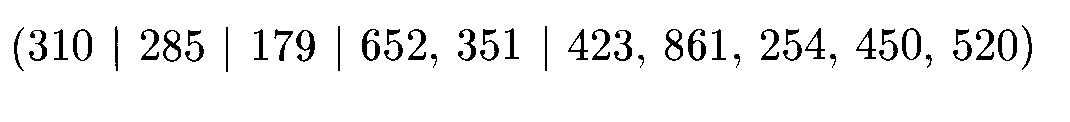 (310 | 285 | 179 | 652, 351 | 423, 861, 254, 450, 520)